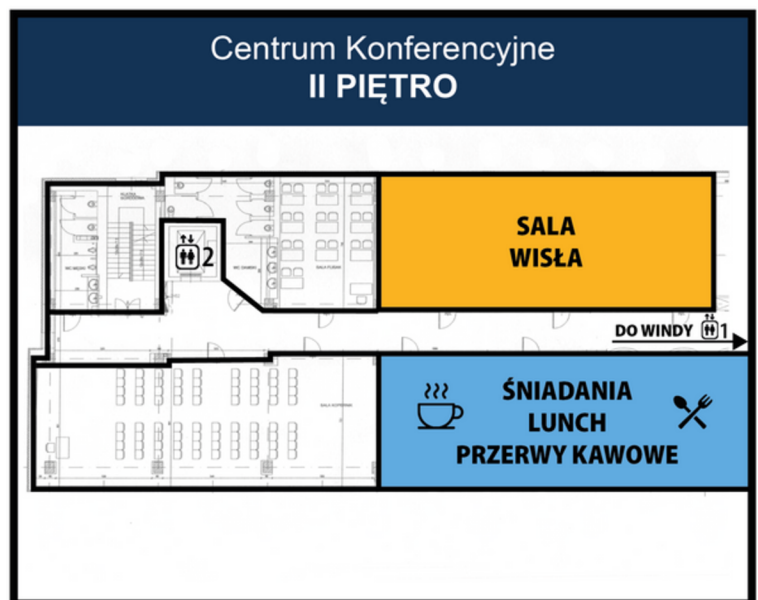 Centrum Konferencyjne
II PIĘTRO
SALA
WISŁA
2
DO WINDY 1
ŚNIADANIA
LUNCH
PRZERWY KAWOWE